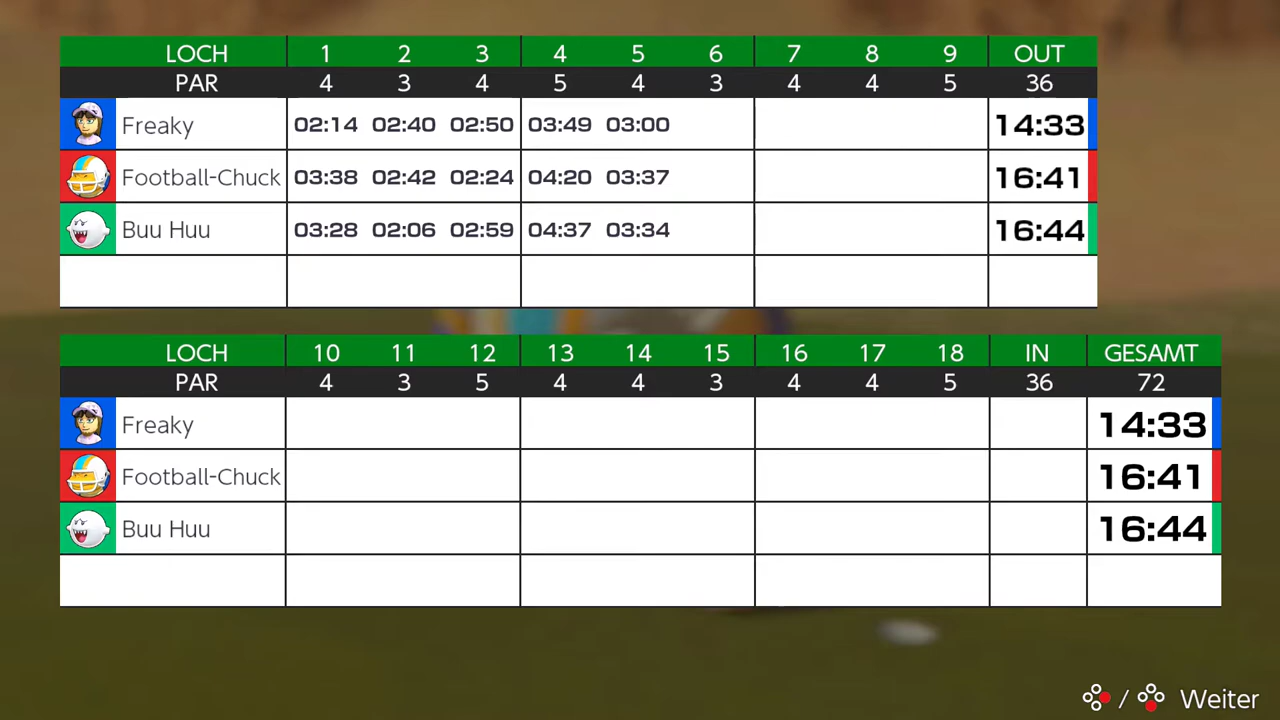 LOCH 1 2 3 4 5 6 7 8 9 OUT
PAR 4 3 4 5 4 3 4 4 5 36
Freaky 02:14 02:40 02:50 03:49 03:00 14:33
Football-Chuck 03:38 02:42 02:24 04:20 03:37 16:41
Buu Huu 03:28 02:06 02:59 04:37 03:34 16:44
LOCH 10 11 12 13 14 15 16 17 18 IN GESAMT
PAR 4 3 5 4 4 3 4 4 5 36 72
Freaky 14:33
Football-Chuck 16:41
Buu Huu 16:44
/ Weiter